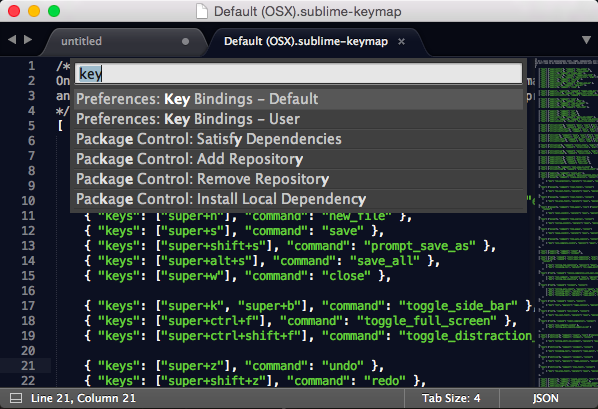 Default (OSX).sublime-keymap
untitled
Default (OSX).sublime-keymap ×
key
Preferences: Key Bindings – Default
Preferences: Key Bindings – User
Package Control: Satisfy Dependencies
Package Control: Add Repository
Package Control: Remove Repository
Package Control: Install Local Dependency
1 /*
2 On
3 an
4 */
5 [
10
11 { "keys": ["super+n"], "command": "new_file" },
12 { "keys": ["super+s"], "command": "save" },
13 { "keys": ["super+shift+s"], "command": "prompt_save_as" },
14 { "keys": ["super+alt+s"], "command": "save_all" },
15 { "keys": ["super+w"], "command": "close" },
16
17 { "keys": ["super+k", "super+b"], "command": "toggle_side_bar" },
18 { "keys": ["super+ctrl+f"], "command": "toggle_full_screen" },
19 { "keys": ["super+ctrl+shift+f"], "command": "toggle_distraction_
20
21 { "keys": ["super+z"], "command": "undo" },
22 { "keys": ["super+shift+z"], "command": "redo" },
Line 21, Column 21
Tab Size: 4
JSON